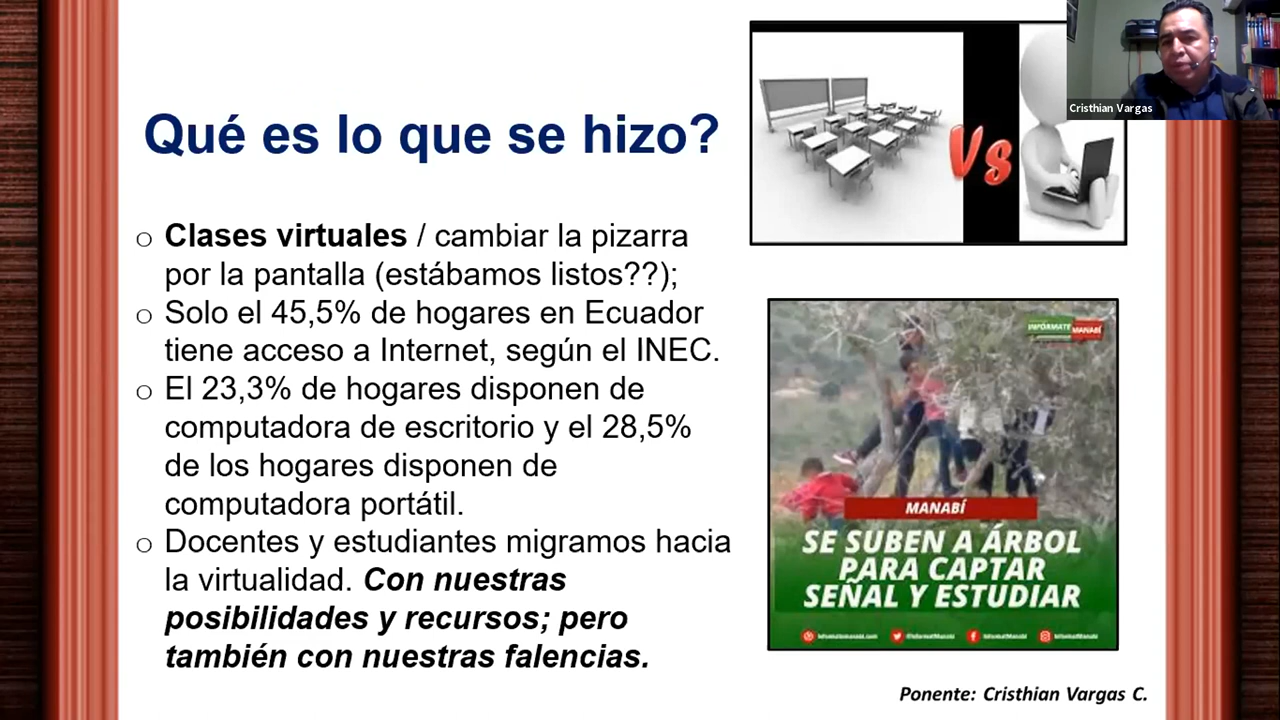 Qué es lo que se hizo?
Clases virtuales / cambiar la pizarra
por la pantalla (estábamos listos??);
Solo el 45,5% de hogares en Ecuador
tiene acceso a Internet, según el INEC.
El 23,3% de hogares disponen de
computadora de escritorio y el 28,5%
de los hogares disponen de
computadora portátil.
Docentes y estudiantes migramos hacia
la virtualidad. Con nuestras
posibilidades y recursos; pero
también con nuestras falencias.
Vs
Cristhian Vargas
INFÓRMATE MANABÍ
MANABÍ
SE SUBEN A ÁRBOL
PARA CAPTAR
SEÑAL Y ESTUDIAR
Ponente: Cristhian Vargas C.